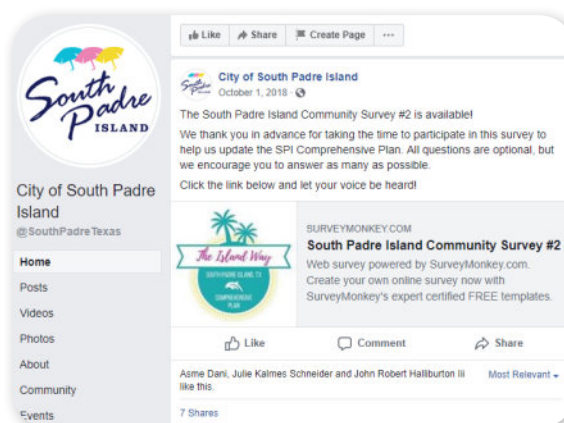 South
Padre
ISLAND
City of South Padre
Island
@SouthPadreTexas
Home
Posts
Videos
Photos
About
Community
Events
Like
Share
Create Page
...
South Padre
City of South Padre Island
October 1, 2018 ·
The South Padre Island Community Survey #2 is available!
We thank you in advance for taking the time to participate in this survey to
help us update the SPI Comprehensive Plan. All questions are optional, but
we encourage you to answer as many as possible.
Click the link below and let your voice be heard!
The Island Way
SOUTH PADRE ISLAND, TX
COMPREHENSIVE
PLAN
SURVEYMONKEY.COM
South Padre Island Community Survey #2
Web survey powered by SurveyMonkey.com.
Create your own online survey now with
SurveyMonkey's expert certified FREE templates.
Like
Comment
Share
Asme Dani, Julie Kalmes Schneider and John Robert Halliburton Iii
like this.
Most Relevant
7 Shares